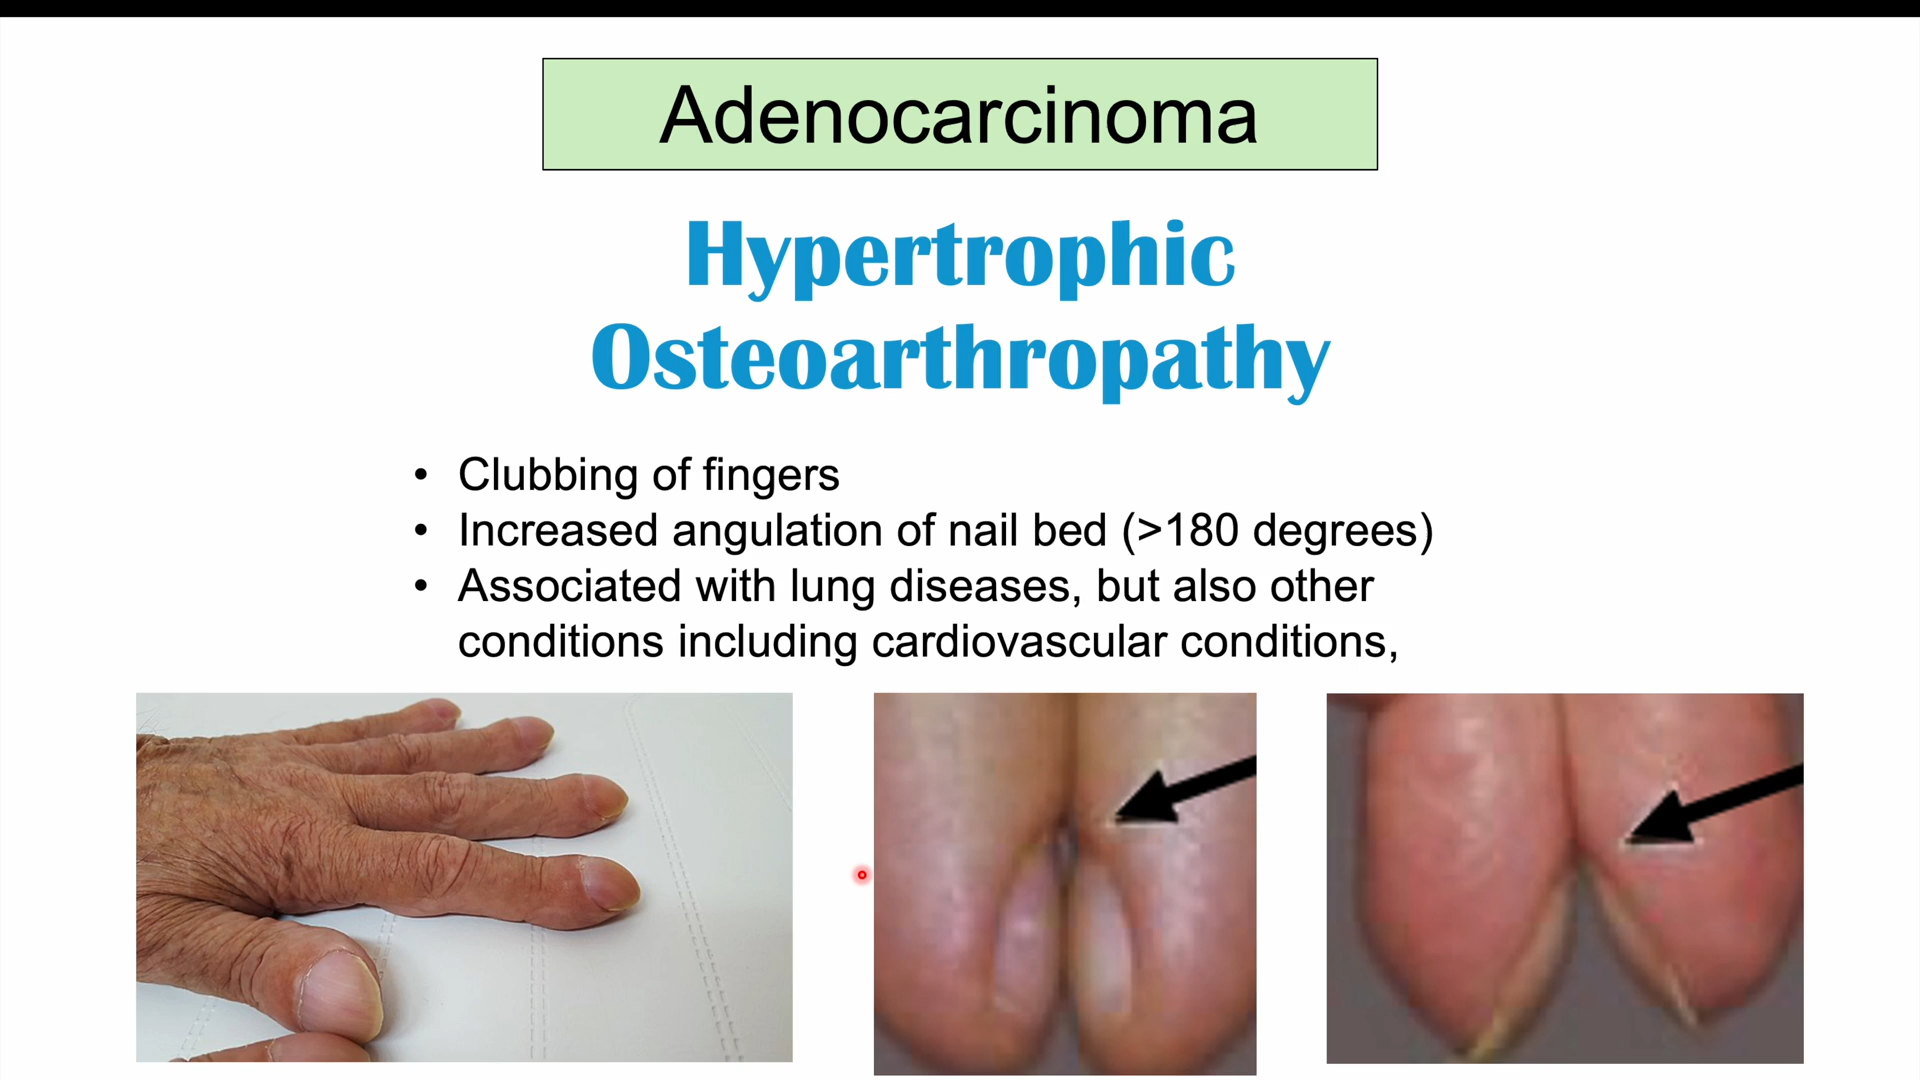 Adenocarcinoma
Hypertrophic
Osteoarthropathy
• Clubbing of fingers
• Increased angulation of nail bed (>180 degrees)
• Associated with lung diseases, but also other
conditions including cardiovascular conditions,